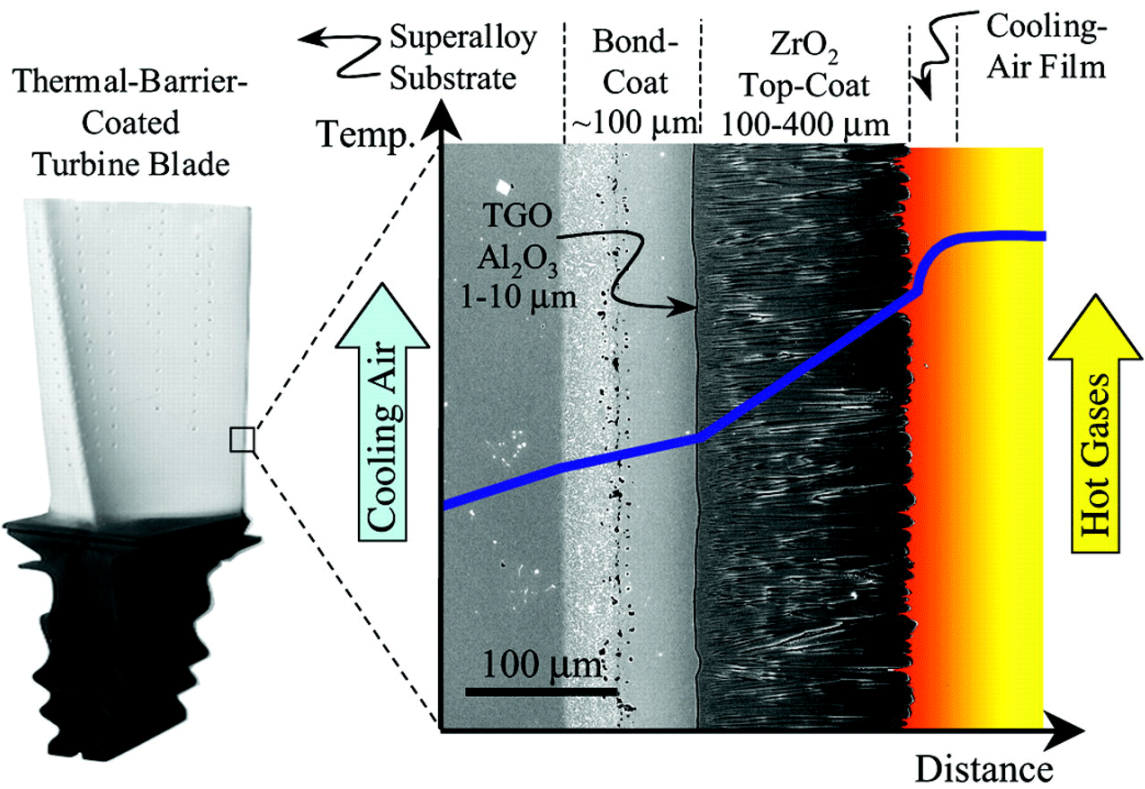 Thermal-Barrier-
Coated
Turbine Blade
Superalloy
Substrate
Bond-
Coat
~100 μm
ZrO₂
Top-Coat
100-400 μm
Cooling-
Air Film
Temp.
TGO
Al₂O₃
1-10 μm
Cooling Air
Hot Gases
100 μm
Distance